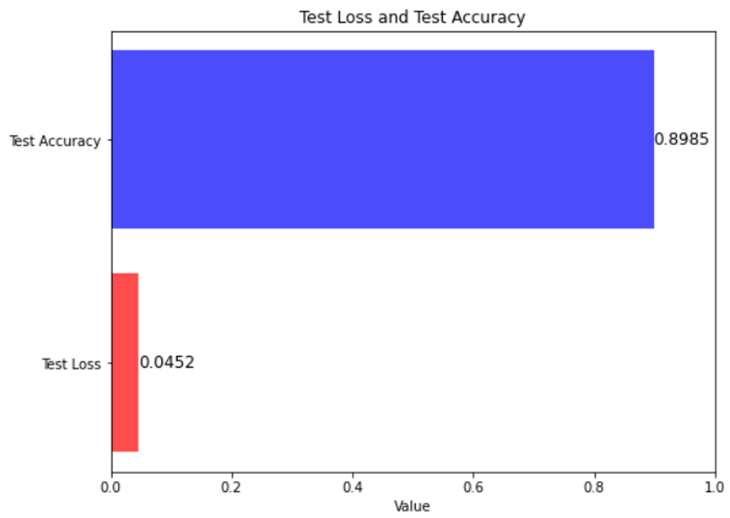 Test Loss and Test Accuracy
Test Accuracy
0.8985
Test Loss
0.0452
0.0 0.2 0.4 0.6 0.8 1.0
Value